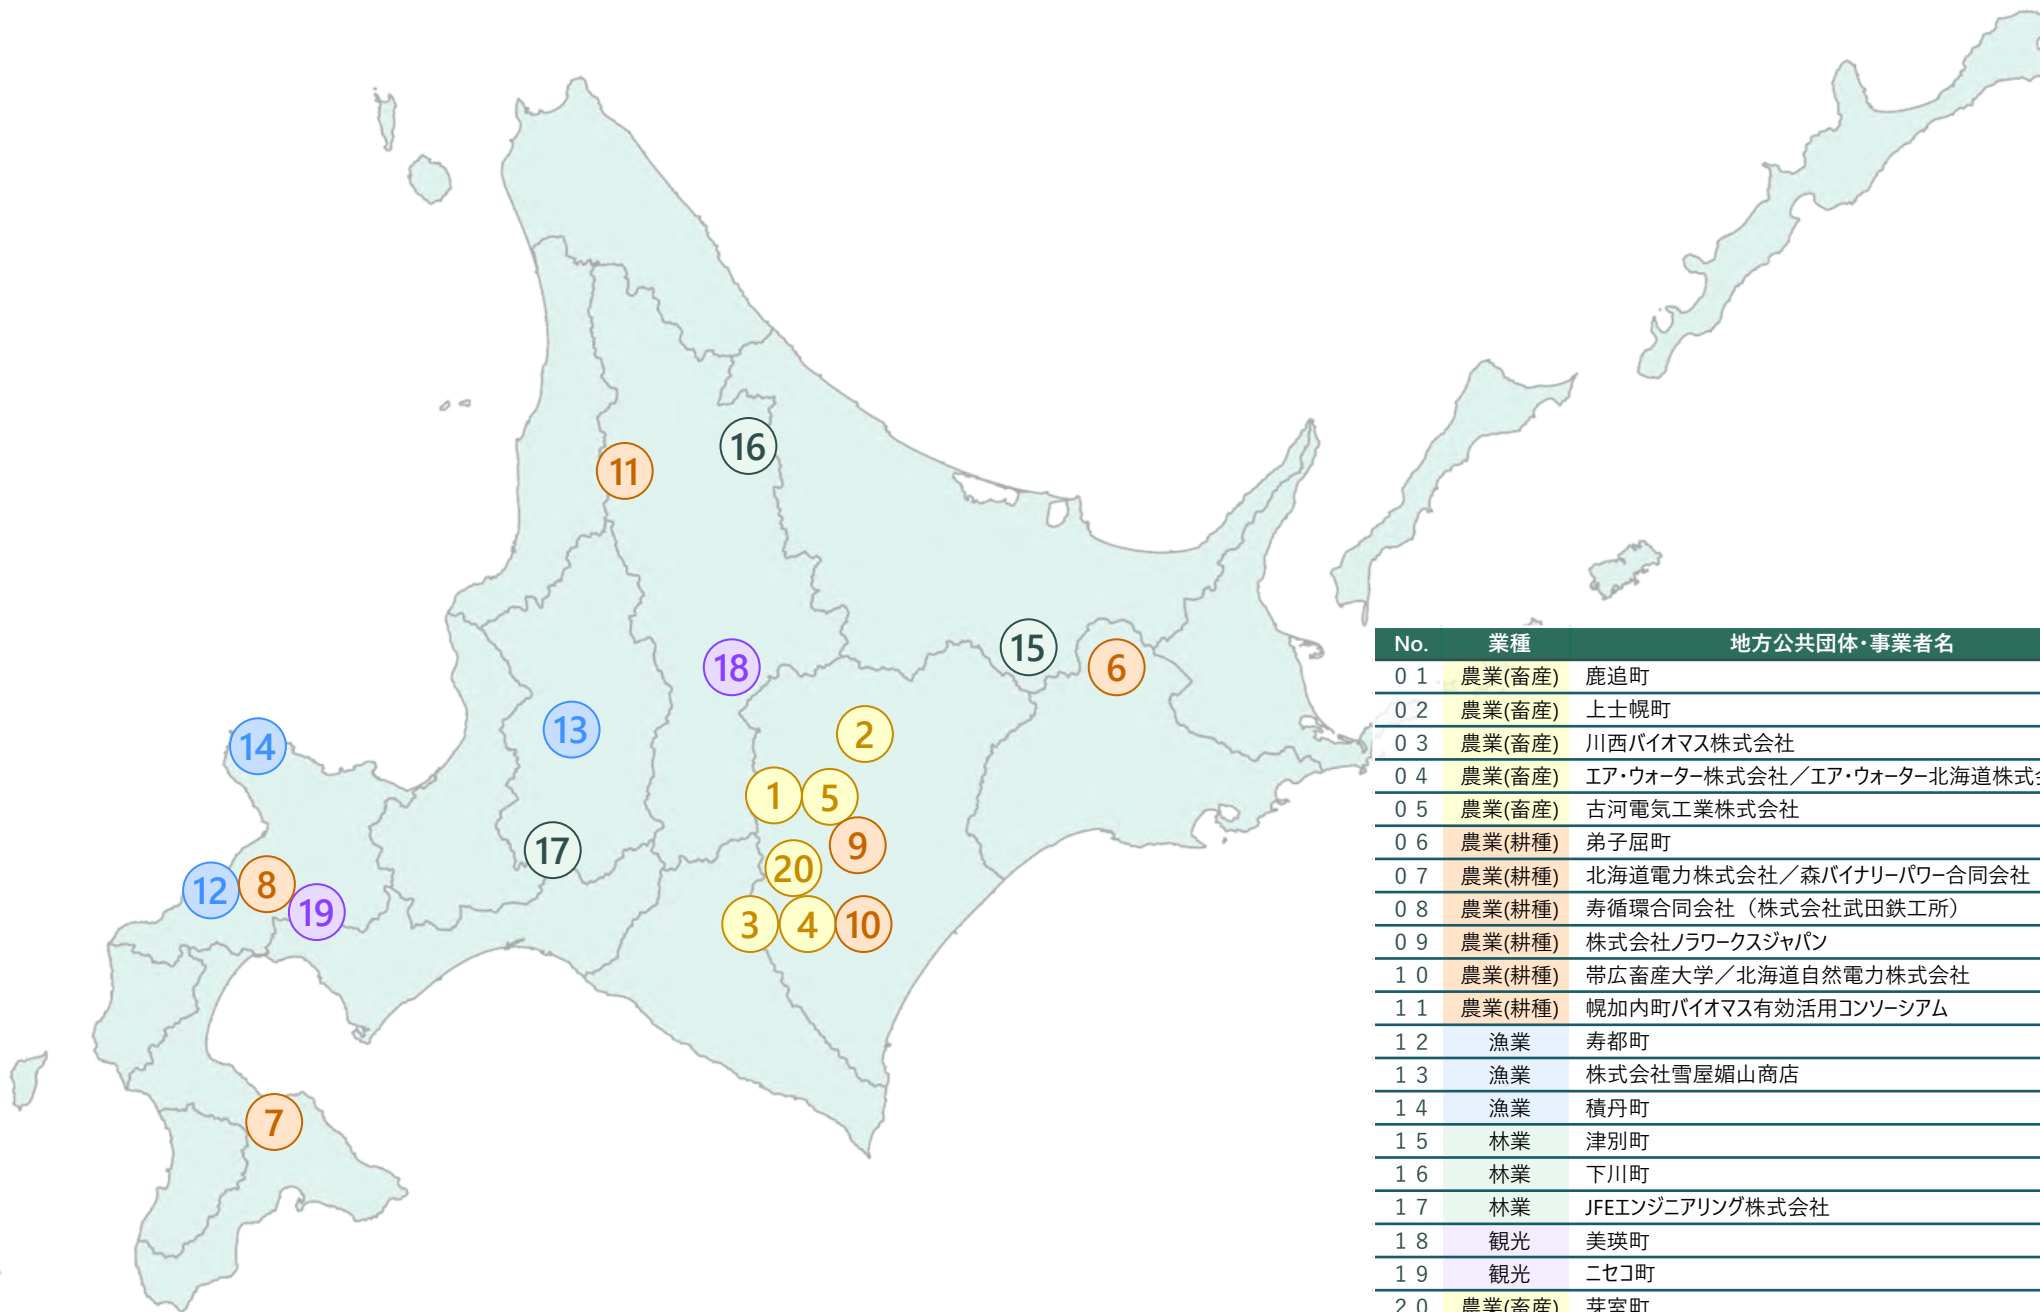 16
11
15
6
18
13
2
14
1
5
9
17
20
12
8
19
3
4
10
7
No. 業種 地方公共団体・事業者名
01 農業(畜産) 鹿追町
02 農業(畜産) 上士幌町
03 農業(畜産) 川西バイオマス株式会社
04 農業(畜産) エア・ウォーター株式会社／エア・ウォーター北海道株式会
05 農業(畜産) 古河電気工業株式会社
06 農業(耕種) 弟子屈町
07 農業(耕種) 北海道電力株式会社／森バイナリーパワー合同会社
08 農業(耕種) 寿循環合同会社（株式会社武田鉄工所）
09 農業(耕種) 株式会社ノラワークスジャパン
10 農業(耕種) 帯広畜産大学／北海道自然電力株式会社
11 農業(耕種) 幌加内町バイオマス有効活用コンソーシアム
12 漁業 寿都町
13 漁業 株式会社雪屋媚山商店
14 漁業 積丹町
15 林業 津別町
16 林業 下川町
17 林業 JFEエンジニアリング株式会社
18 観光 美瑛町
19 観光 ニセコ町
20 農業(畜産) 芽室町